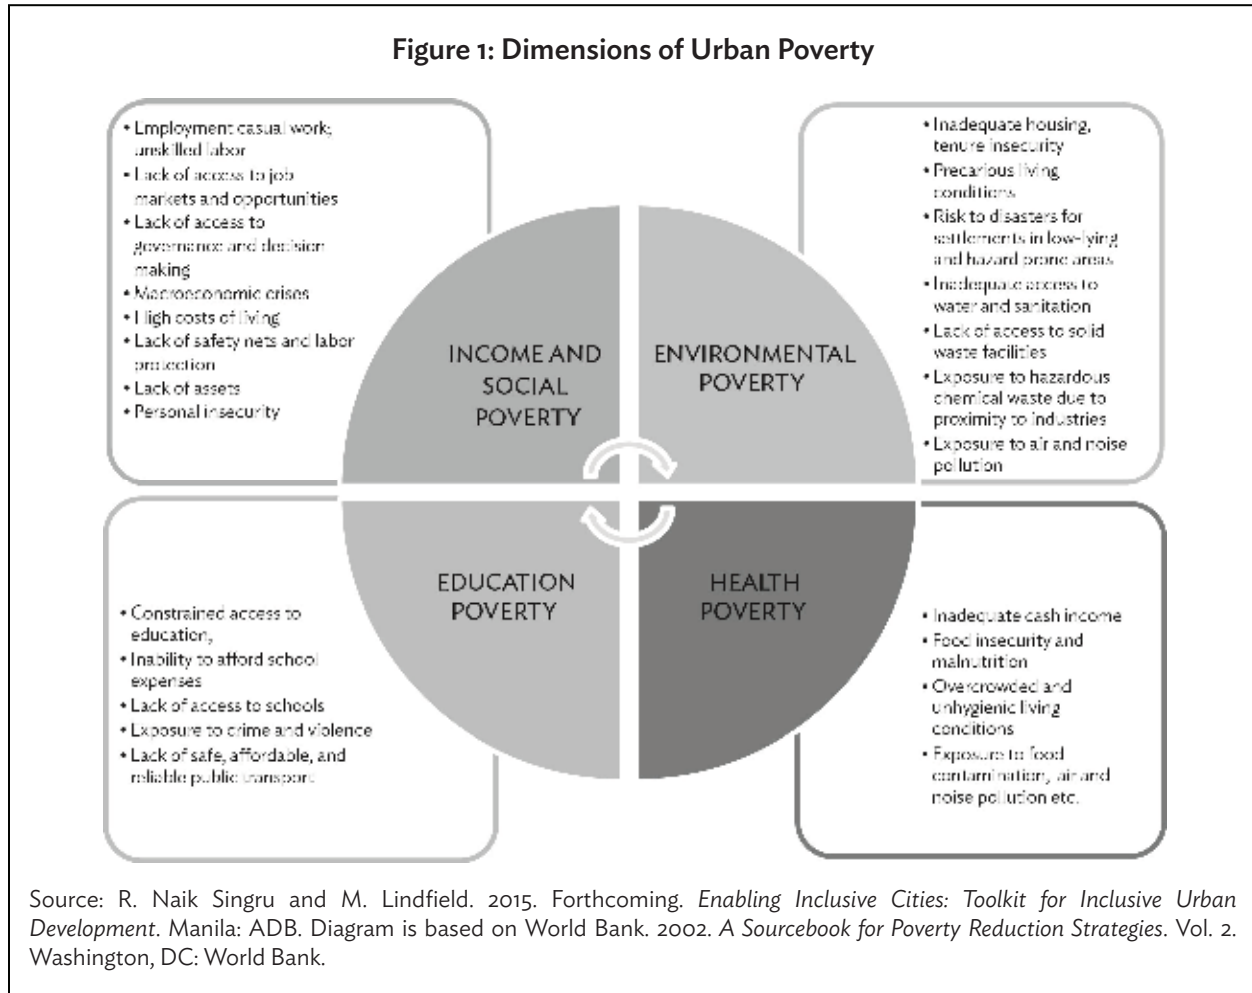 Figure 1: Dimensions of Urban Poverty
• Employment casual work;
unskilled labor
• Lack of access to job
markets and opportunities
• Lack of access to
governance and decision
making
• Macroeconomic crises
• High costs of living
• Lack of safety nets and labor
protection
• Lack of assets
• Personal insecurity
INCOME AND
SOCIAL
POVERTY
• Inadequate housing,
tenure insecurity
• Precarious living
conditions
• Risk to disasters for
settlements in low-lying
and hazard prone areas
• Inadequate access to
water and sanitation
• Lack of access to solid
waste facilities
• Exposure to hazardous
chemical waste due to
proximity to industries
• Exposure to air and noise
pollution
ENVIRONMENTAL
POVERTY
• Constrained access to
education,
• Inability to afford school
expenses
• Lack of access to schools
• Exposure to crime and violence
• Lack of safe, affordable, and
reliable public transport
EDUCATION
POVERTY
HEALTH
POVERTY
• Inadequate cash income
• Food insecurity and
malnutrition
• Overcrowded and
unhygienic living
conditions
• Exposure to food
contamination, air and
noise pollution etc.
Source: R. Naik Singru and M. Lindfield. 2015. Forthcoming. Enabling Inclusive Cities: Toolkit for Inclusive Urban
Development. Manila: ADB. Diagram is based on World Bank. 2002. A Sourcebook for Poverty Reduction Strategies. Vol. 2.
Washington, DC: World Bank.